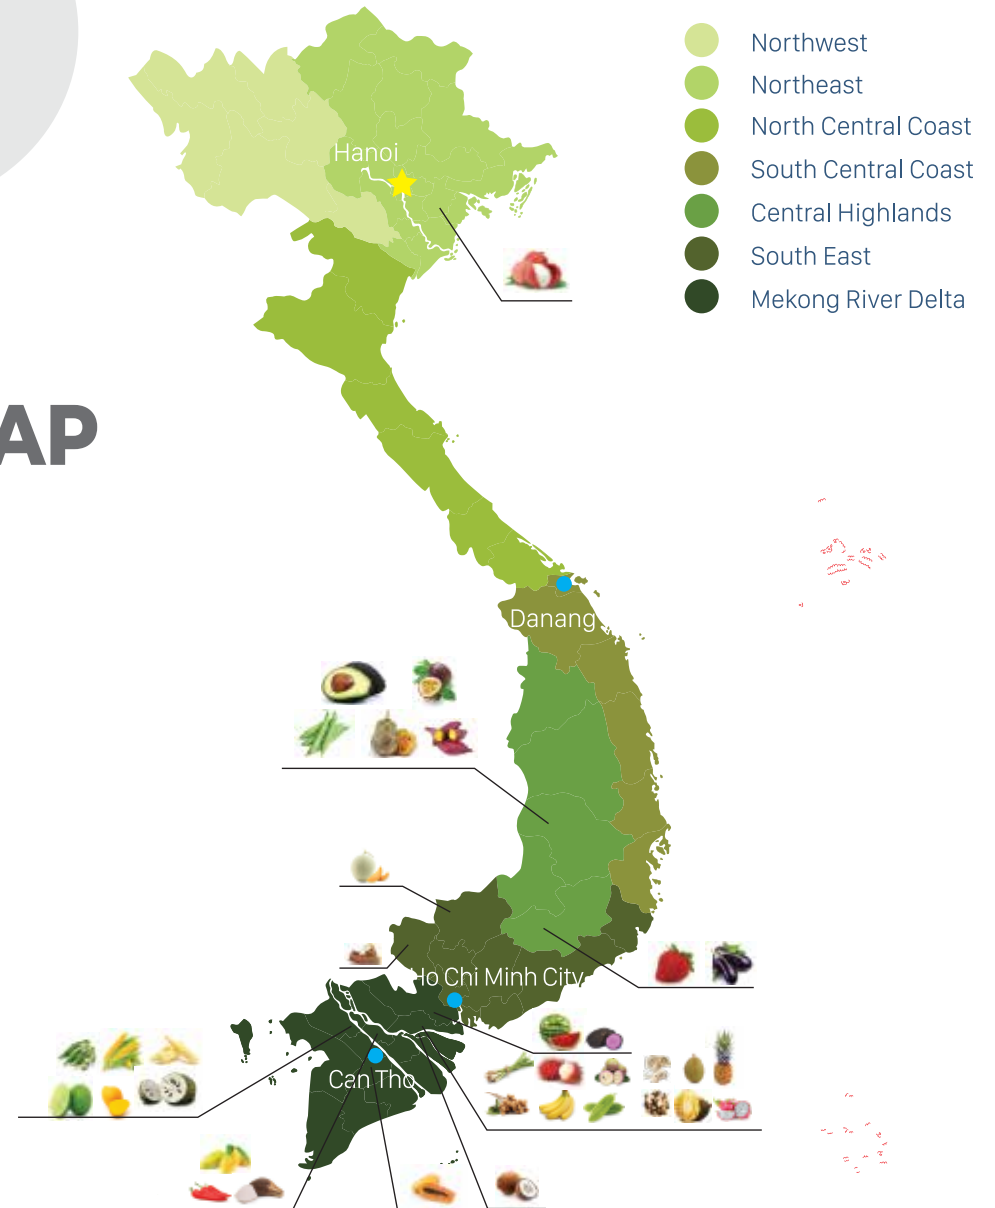 Northwest
Northeast
North Central Coast
South Central Coast
Central Highlands
South East
Mekong River Delta
Hanoi
AP
Danang
Ho Chi Minh City
Can Tho